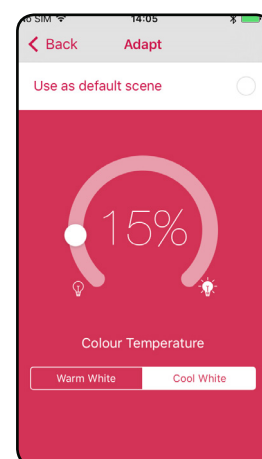 No SIM 14:05
Back Adapt
Use as default scene
15%
Colour Temperature
Warm White Cool White